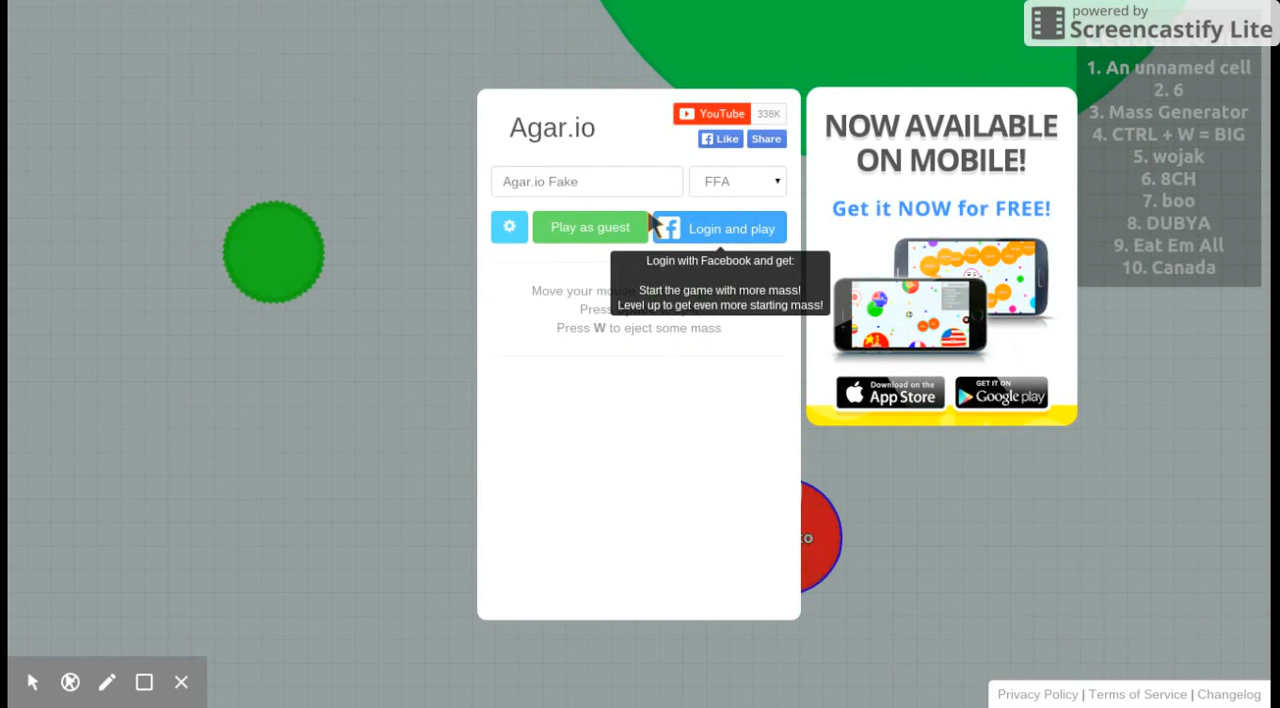 powered by
Screencastify Lite
1. An unnamed cell
2. 6
3. Mass Generator
4. CTRL + W = BIG
5. wojak
6. 8CH
7. boo
8. DUBYA
9. Eat Em All
10. Canada
Agar.io
YouTube 338K
Like Share
Agar.io Fake FFA
Play as guest Login and play
Login with Facebook and get:
Start the game with more mass!
Level up to get even more starting mass!
Move your
Press
Press W to eject some mass
NOW AVAILABLE
ON MOBILE!
Get it NOW for FREE!
Download on the
App Store
GET IT ON
Google play
Privacy Policy | Terms of Service | Changelog